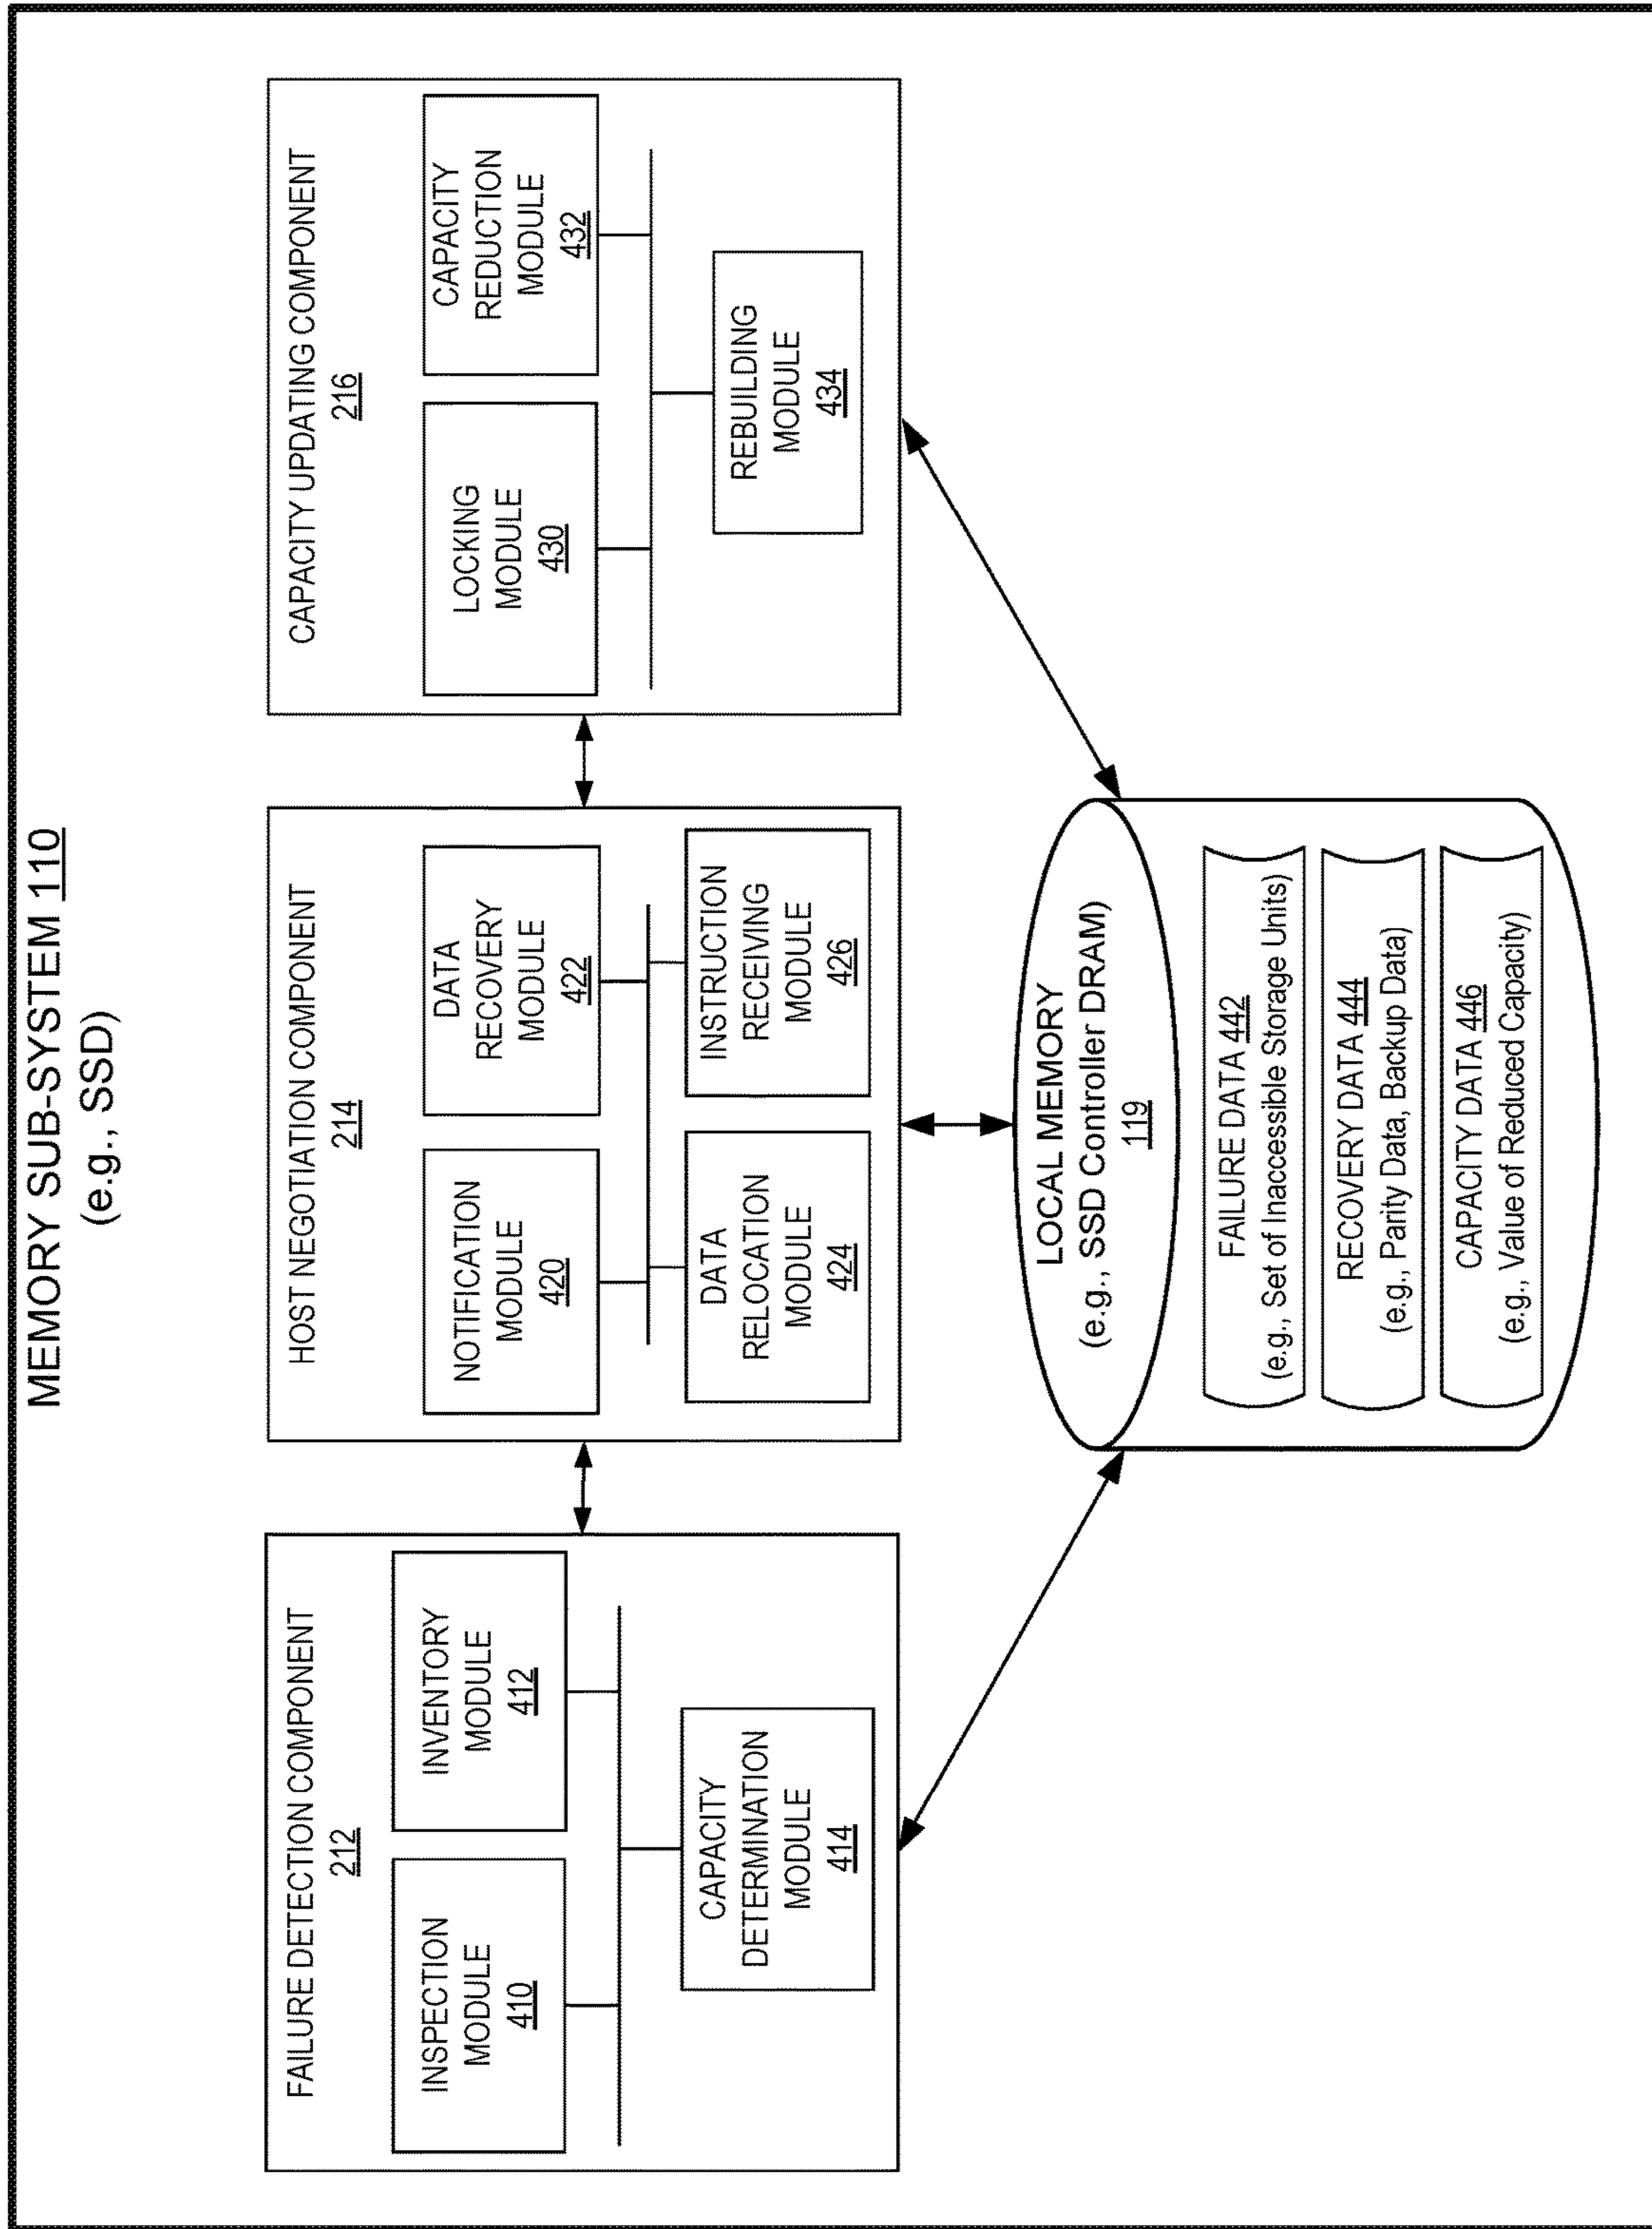 MEMORY SUB-SYSTEM 110
(e.g., SSD)
FAILURE DETECTION COMPONENT
212
INSPECTION
MODULE
410
INVENTORY
MODULE
412
CAPACITY
DETERMINATION
MODULE
414
HOST NEGOTIATION COMPONENT
214
NOTIFICATION
MODULE
420
DATA
RECOVERY
MODULE
422
DATA
RELOCATION
MODULE
424
INSTRUCTION
RECEIVING
MODULE
426
CAPACITY UPDATING COMPONENT
216
LOCKING
MODULE
430
CAPACITY
REDUCTION
MODULE
432
REBUILDING
MODULE
434
LOCAL MEMORY
(e.g., SSD Controller DRAM)
119
FAILURE DATA 442
(e.g., Set of Inaccessible Storage Units)
RECOVERY DATA 444
(e.g., Parity Data, Backup Data)
CAPACITY DATA 446
(e.g., Value of Reduced Capacity)